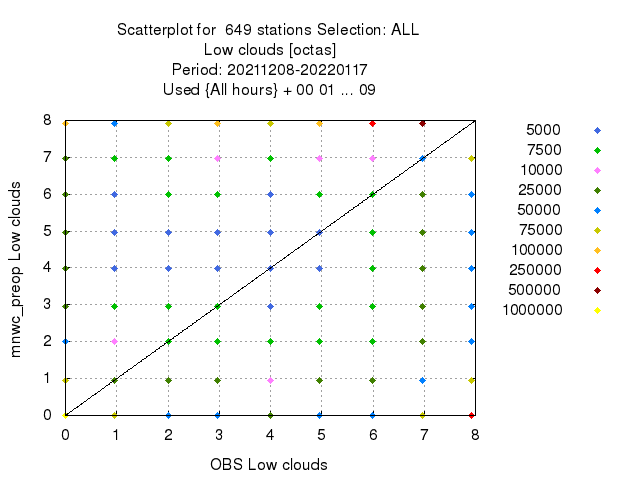 Scatterplot for 649 stations Selection: ALL
Low clouds [octas]
Period: 20211208-20220117
Used {All hours} + 00 01 ... 09
8
7
6
5
4
3
2
1
0
mnwc_preop Low clouds
0 1 2 3 4 5 6 7 8
OBS Low clouds
5000
7500
10000
25000
50000
75000
100000
250000
500000
1000000